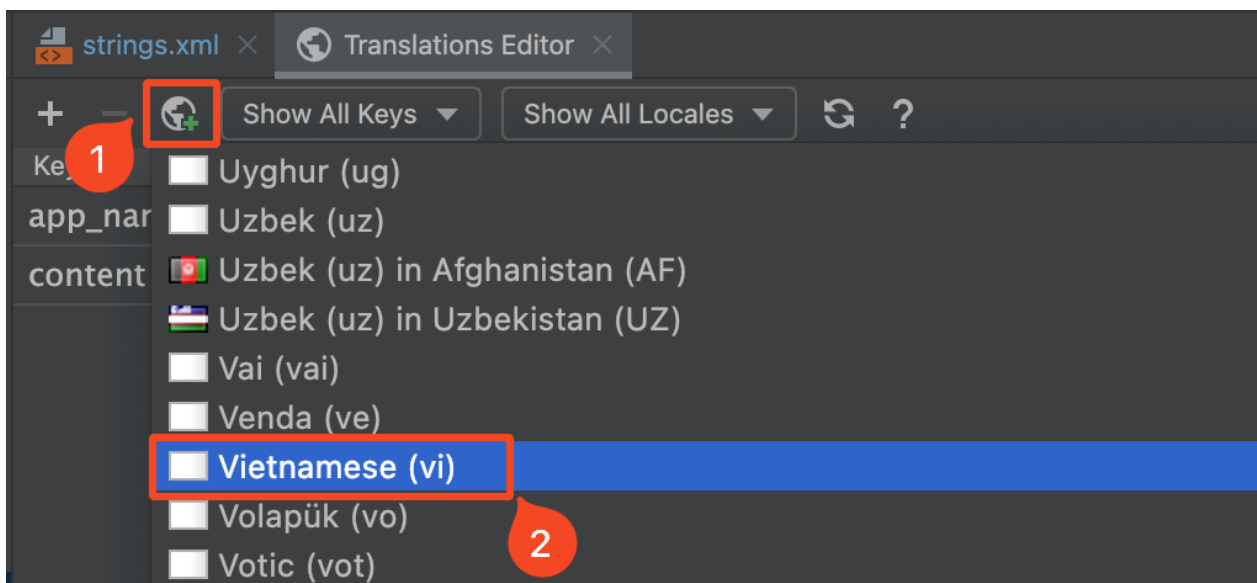 strings.xml Translations Editor
Show All Keys Show All Locales ?
1
Ke
Uyghur (ug)
app_nar
Uzbek (uz)
content
Uzbek (uz) in Afghanistan (AF)
Uzbek (uz) in Uzbekistan (UZ)
Vai (vai)
Venda (ve)
Vietnamese (vi)
Volapük (vo)
2
Votic (vot)